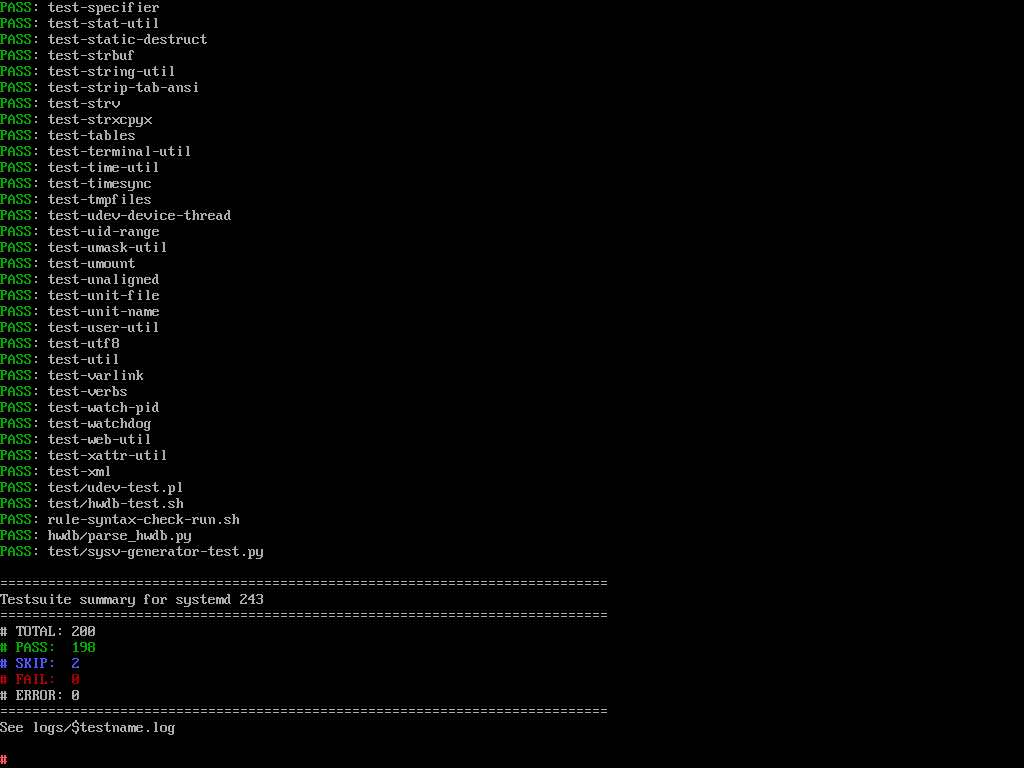 PASS: test-specifier
PASS: test-stat-util
PASS: test-static-destruct
PASS: test-strbuf
PASS: test-string-util
PASS: test-strip-tab-ansi
PASS: test-strv
PASS: test-strxcpyx
PASS: test-tables
PASS: test-terminal-util
PASS: test-time-util
PASS: test-timesync
PASS: test-tmpfiles
PASS: test-udev-device-thread
PASS: test-uid-range
PASS: test-umask-util
PASS: test-umount
PASS: test-unaligned
PASS: test-unit-file
PASS: test-unit-name
PASS: test-user-util
PASS: test-utf8
PASS: test-util
PASS: test-varlink
PASS: test-verbs
PASS: test-watch-pid
PASS: test-watchdog
PASS: test-web-util
PASS: test-xattr-util
PASS: test-xml
PASS: test/udev-test.pl
PASS: test/hwdb-test.sh
PASS: rule-syntax-check-run.sh
PASS: hwdb/parse_hwdb.py
PASS: test/sysv-generator-test.py
============================================================================
Testsuite summary for systemd 243
============================================================================
# TOTAL: 200
# PASS:  198
# SKIP:  2
# FAIL:  0
# ERROR: 0
============================================================================
See logs/$testname.log
#